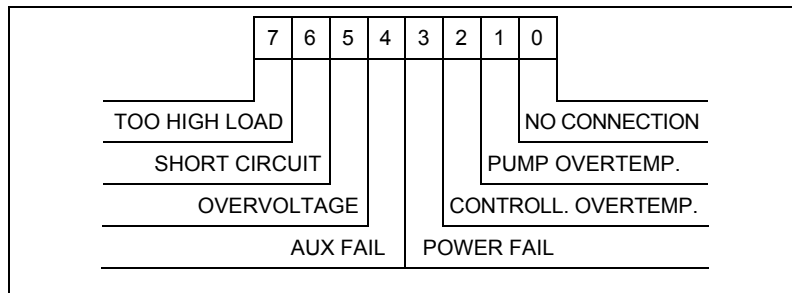 7 6 5 4 3 2 1 0
TOO HIGH LOAD NO CONNECTION
SHORT CIRCUIT PUMP OVERTEMP.
OVERVOLTAGE CONTROLL. OVERTEMP.
AUX FAIL POWER FAIL